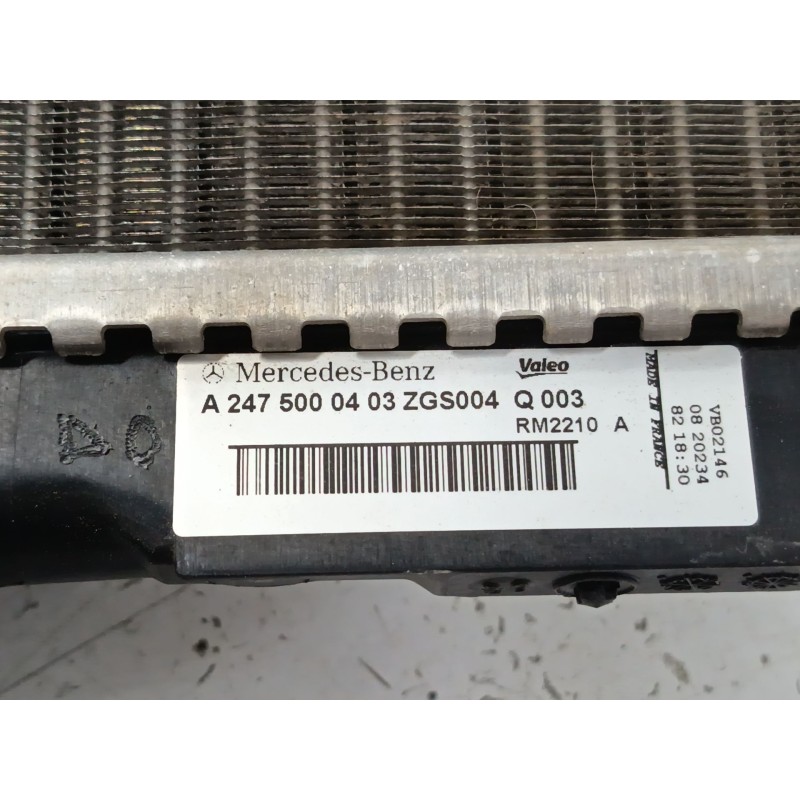 Mercedes-Benz Valeo
A 247 500 04 03 ZGS004 Q 003
RM2210 A
MADE IN FRANCE
VB02146
08 20234
82 18:30